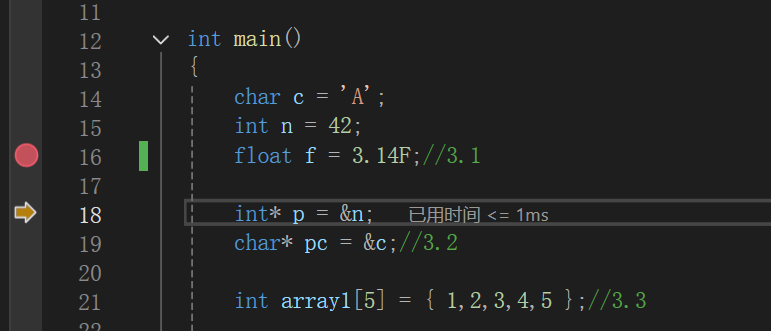 11
12 int main()
13 {
14 char c = 'A';
15 int n = 42;
16 float f = 3.14F;//3.1
17
18 int* p = &n; 已用时间 <= 1ms
19 char* pc = &c;//3.2
20
21 int array1[5] = { 1,2,3,4,5 };//3.3